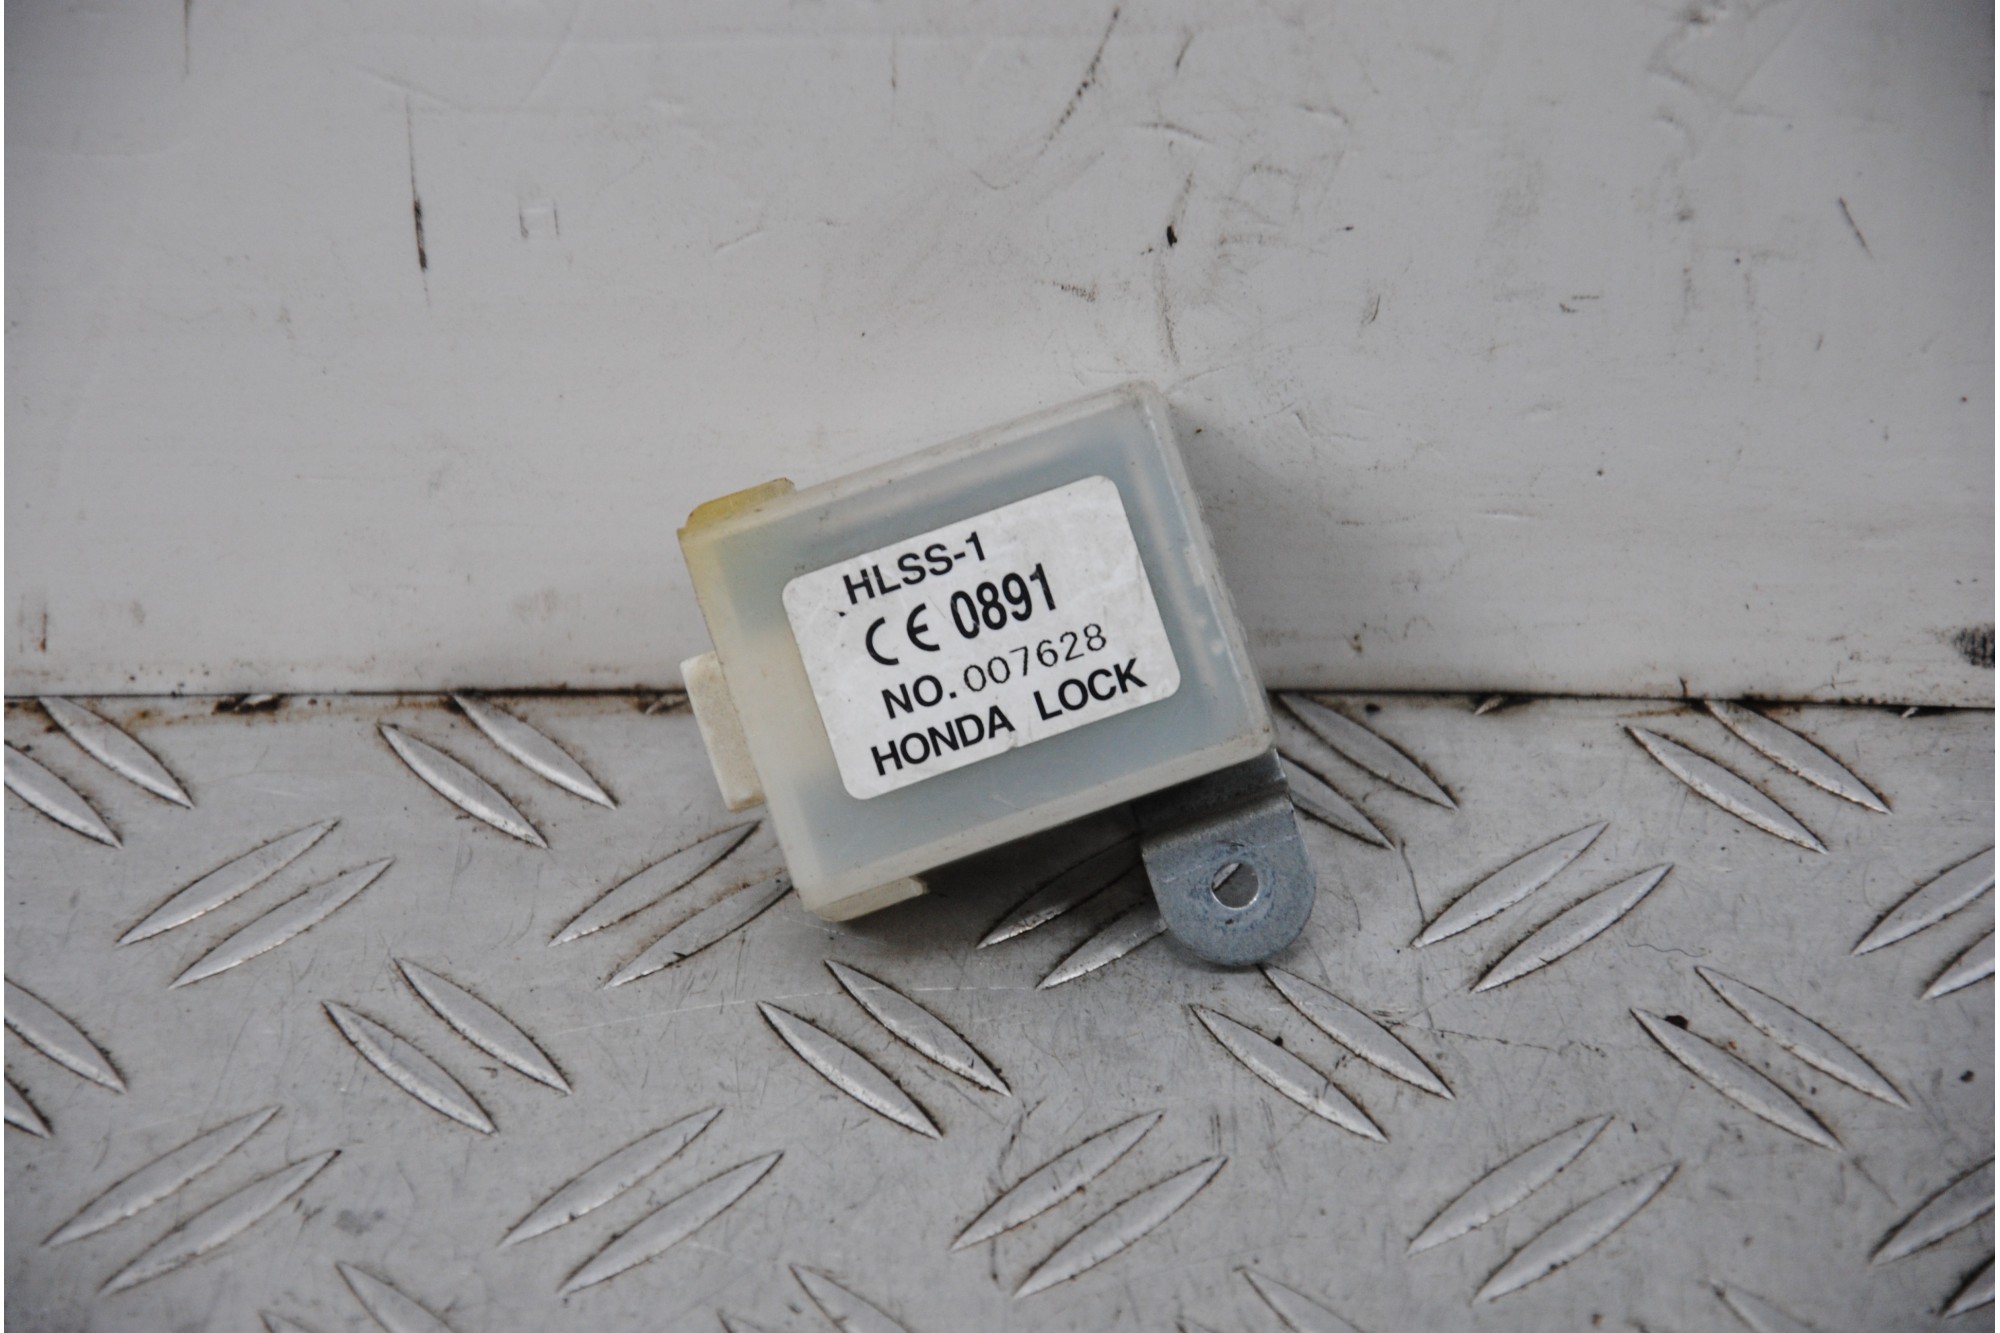 HLSS-1
CE 0891
NO. 007628
HONDA LOCK